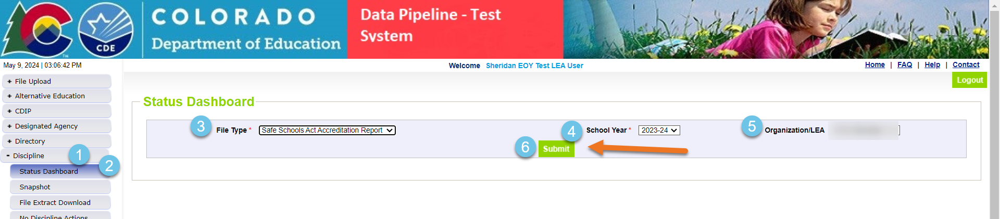 COLORADO
Department of Education
TM
CDE
Data Pipeline - Test
System
May 9, 2024 | 03:06:42 PM
Welcome Sheridan EOY Test LEA User
Home | FAQ | Help | Contact
Logout
+ File Upload
+ Alternative Education
+ CDIP
+ Designated Agency
+ Directory
- Discipline
1
Status Dashboard
2
Snapshot
File Extract Download
No Discipline Actions
Status Dashboard
3 File Type * Safe Schools Act Accreditation Report
4 School Year * 2023-24
5 Organization/LEA
6 Submit